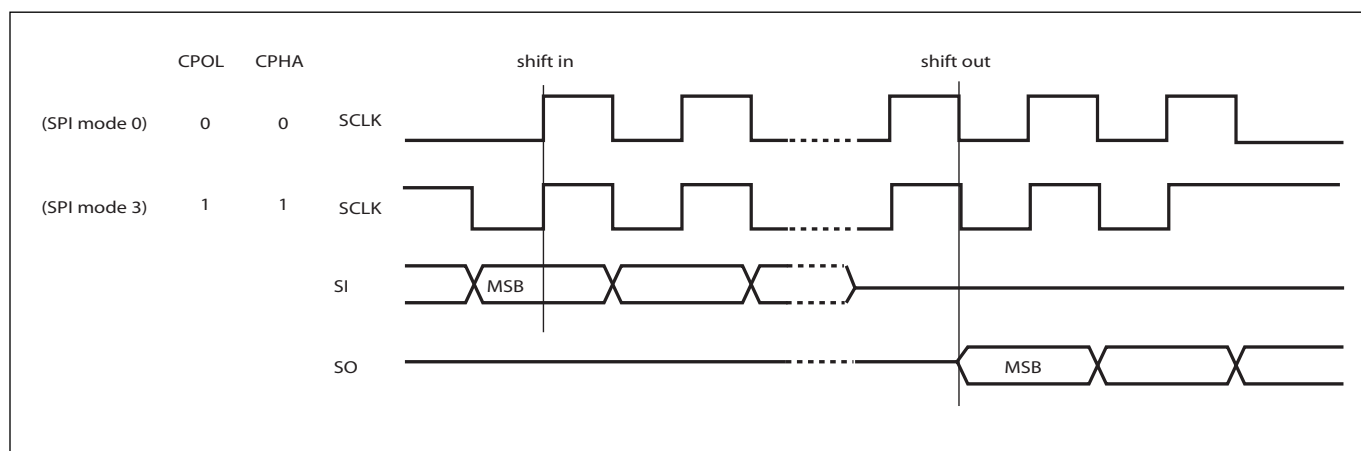 CPOL CPHA shift in shift out
(SPI mode 0) 0 0 SCLK
(SPI mode 3) 1 1 SCLK
SI MSB
SO MSB